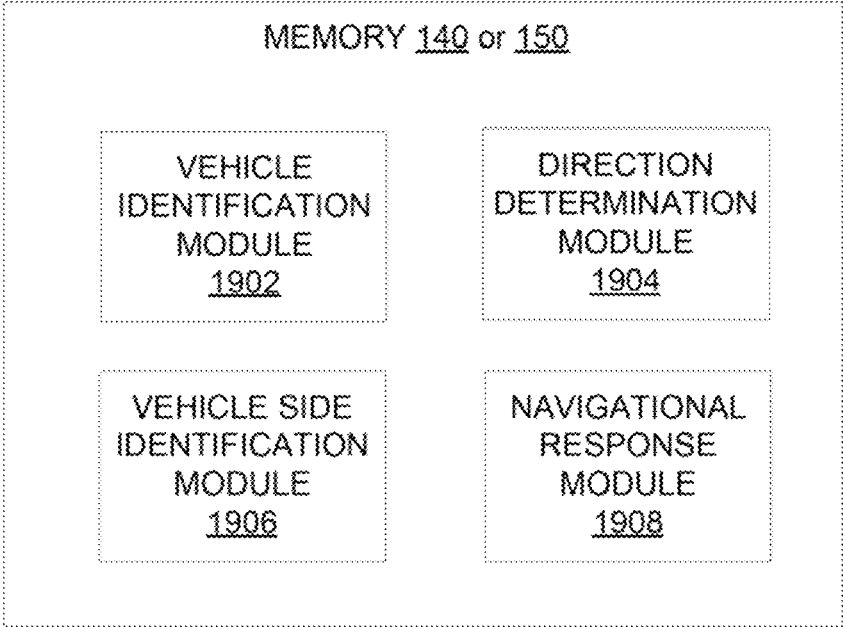 MEMORY 140 or 150
VEHICLE
IDENTIFICATION
MODULE
1902
DIRECTION
DETERMINATION
MODULE
1904
VEHICLE SIDE
IDENTIFICATION
MODULE
1906
NAVIGATIONAL
RESPONSE
MODULE
1908